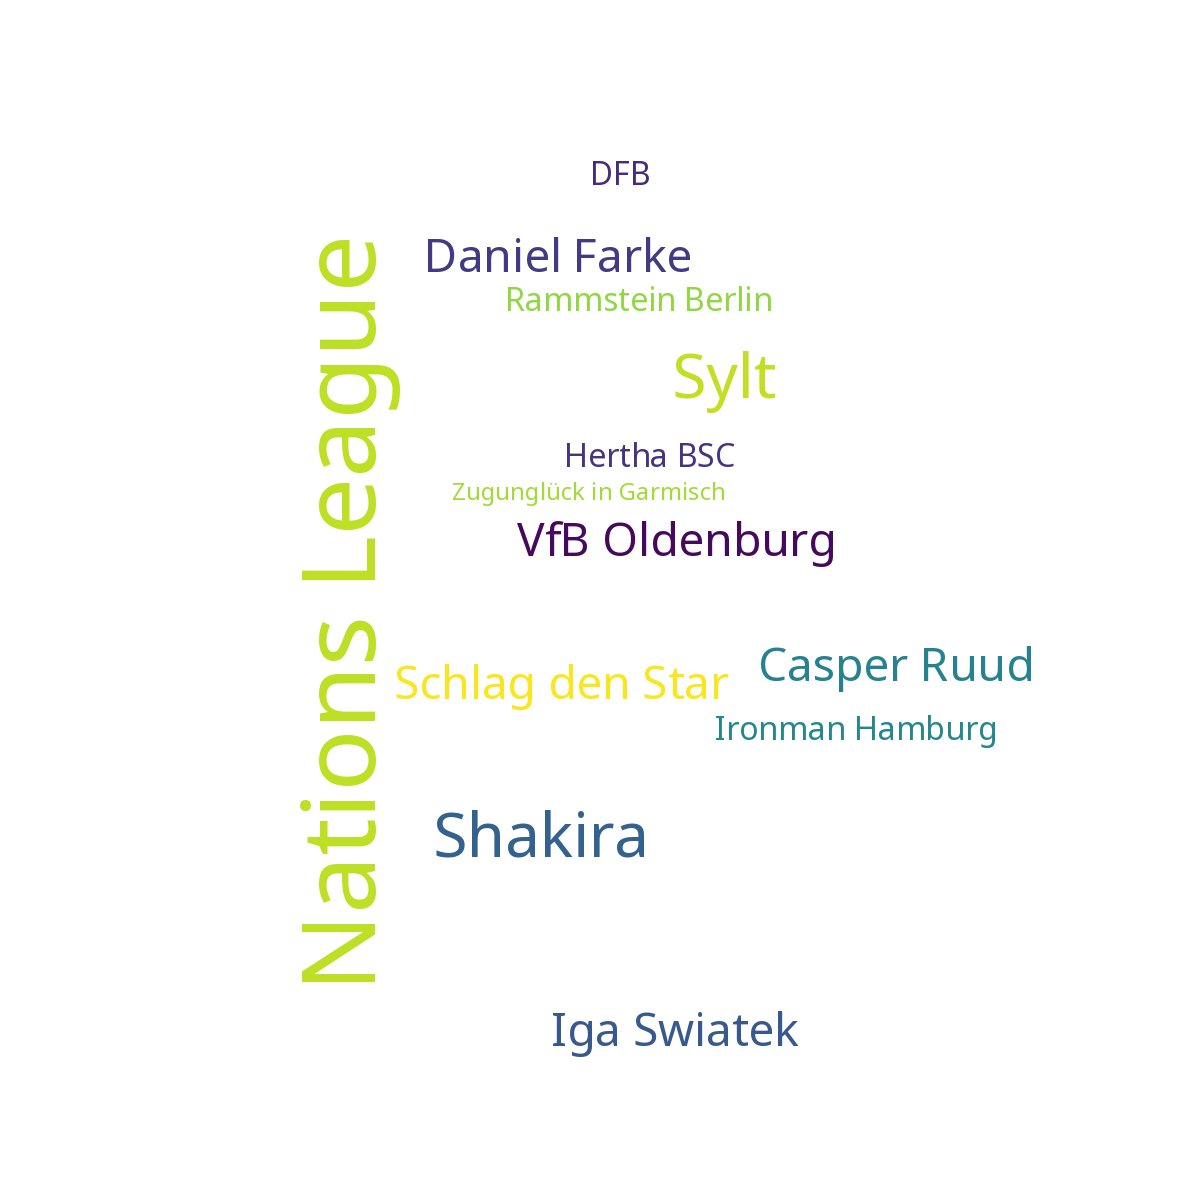 DFB
Daniel Farke
Rammstein Berlin
Sylt
Hertha BSC
Zugunglück in Garmisch
VfB Oldenburg
Nations League
Casper Ruud
Schlag den Star
Ironman Hamburg
Shakira
Iga Swiatek